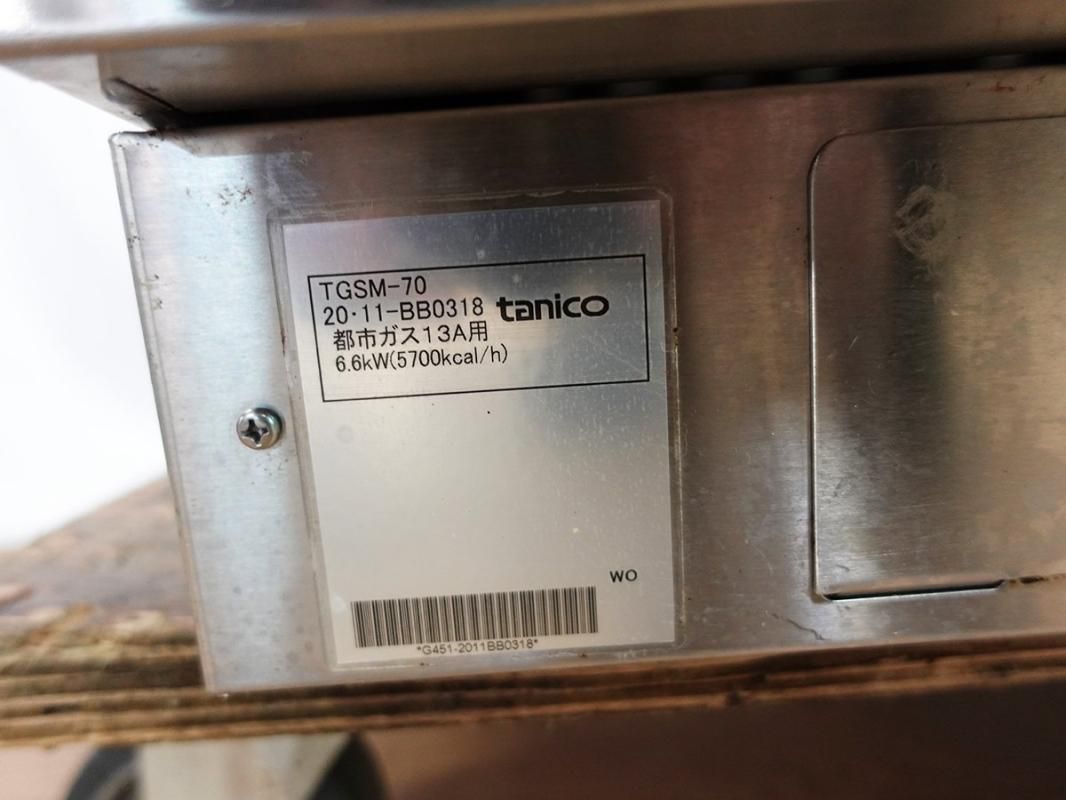 TGSM-70
20・11-BB0318 tanico
都市ガス13A用
6.6kW(5700kcal/h)
WO
*G451-2011BB0318*